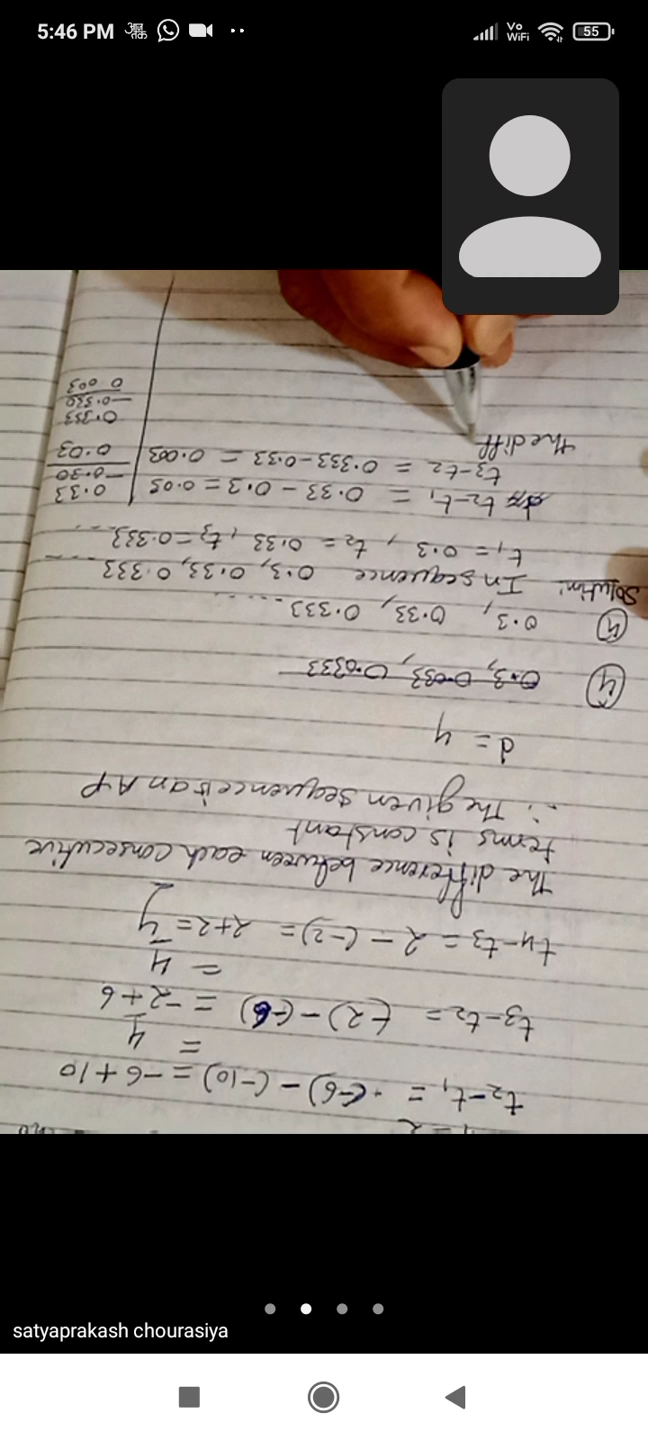 5:46 PM
Vo WiFi
55
t2-t1 = (-6) - (-10) = -6+10
= 4
t3-t2 = (-2) - (-6) = -2+6
= 4
t4-t3 = 2 - (-2) = 2+2 = 4
The difference between each consecutive
terms is constant
∴ The given sequence is an AP
d = 4
(4) 0.3, 0.033, 0.0333
(4) 0.3, 0.33, 0.333.......
Solution: In sequence 0.3, 0.33, 0.333
t1 = 0.3, t2 = 0.33, t3 = 0.333....
t2-t1 = 0.33 - 0.3 = 0.03
0.33
-0.30
0.03
t3-t2 = 0.333-0.33 = 0.003
0.333
-0.330
0.003
The diff
satyaprakash chourasiya